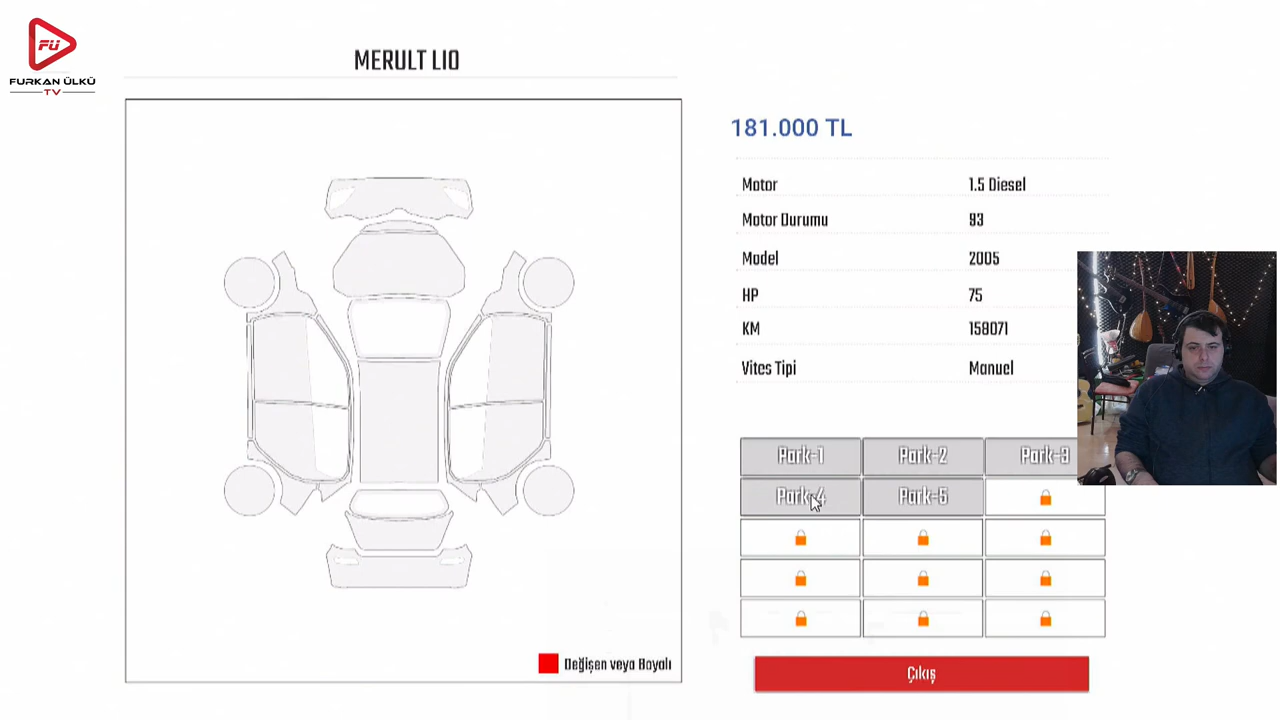 FU
FURKAN ÜLKÜ
TV
MERULT LIO
181.000 TL
Motor 1.5 Diesel
Motor Durumu 93
Model 2005
HP 75
KM 158071
Vites Tipi Manuel
Park-1 Park-2 Park-3
Park-4 Park-5
Değişen veya Boyalı
Çıkış